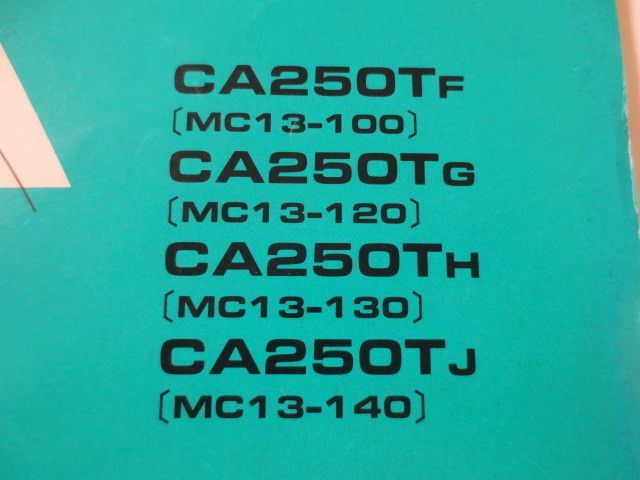 CA250TF
〔MC13-100〕
CA250TG
〔MC13-120〕
CA250TH
〔MC13-130〕
CA250TJ
〔MC13-140〕